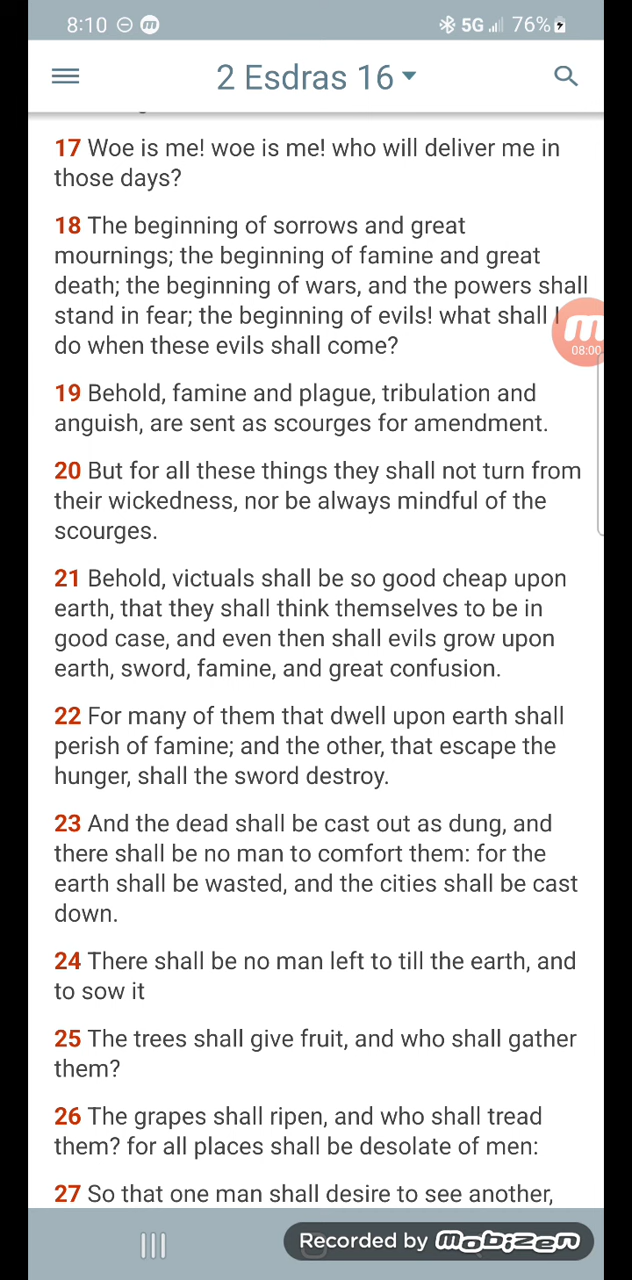 8:10 m 5G 76%
2 Esdras 16
17 Woe is me! woe is me! who will deliver me in
those days?
18 The beginning of sorrows and great
mournings; the beginning of famine and great
death; the beginning of wars, and the powers shall
stand in fear; the beginning of evils! what shall I
do when these evils shall come?
m
08:00
19 Behold, famine and plague, tribulation and
anguish, are sent as scourges for amendment.
20 But for all these things they shall not turn from
their wickedness, nor be always mindful of the
scourges.
21 Behold, victuals shall be so good cheap upon
earth, that they shall think themselves to be in
good case, and even then shall evils grow upon
earth, sword, famine, and great confusion.
22 For many of them that dwell upon earth shall
perish of famine; and the other, that escape the
hunger, shall the sword destroy.
23 And the dead shall be cast out as dung, and
there shall be no man to comfort them: for the
earth shall be wasted, and the cities shall be cast
down.
24 There shall be no man left to till the earth, and
to sow it
25 The trees shall give fruit, and who shall gather
them?
26 The grapes shall ripen, and who shall tread
them? for all places shall be desolate of men:
27 So that one man shall desire to see another,
Recorded by mobizen